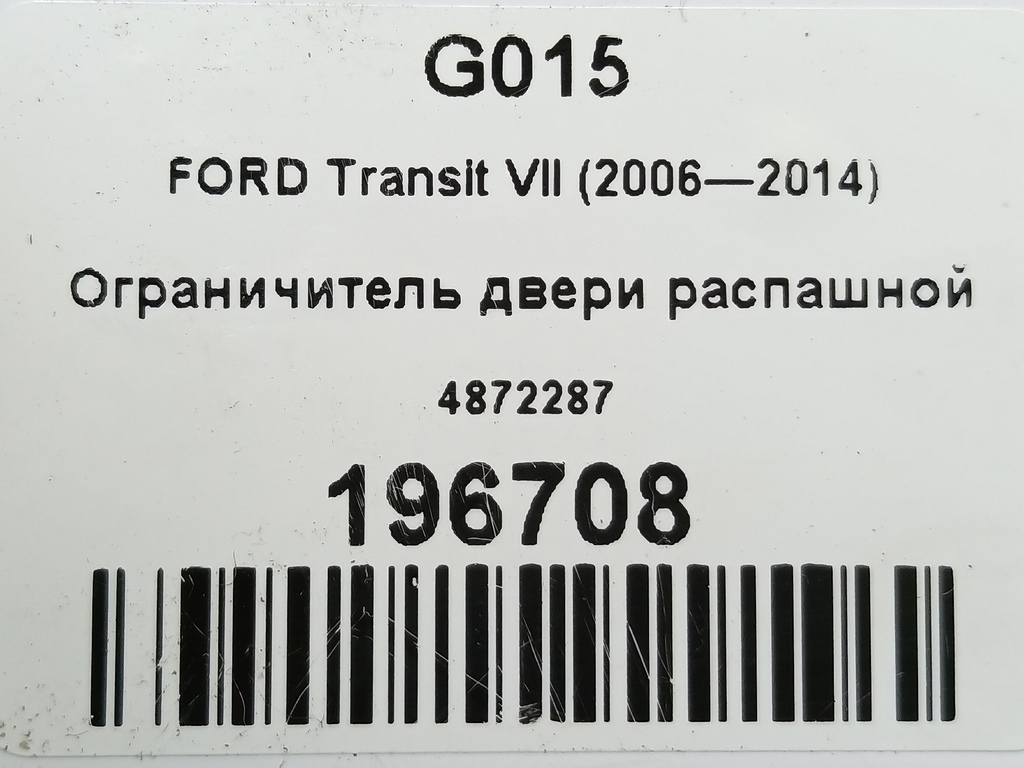 G015
FORD Transit VII (2006—2014)
Ограничитель двери распашной
4872287
196708